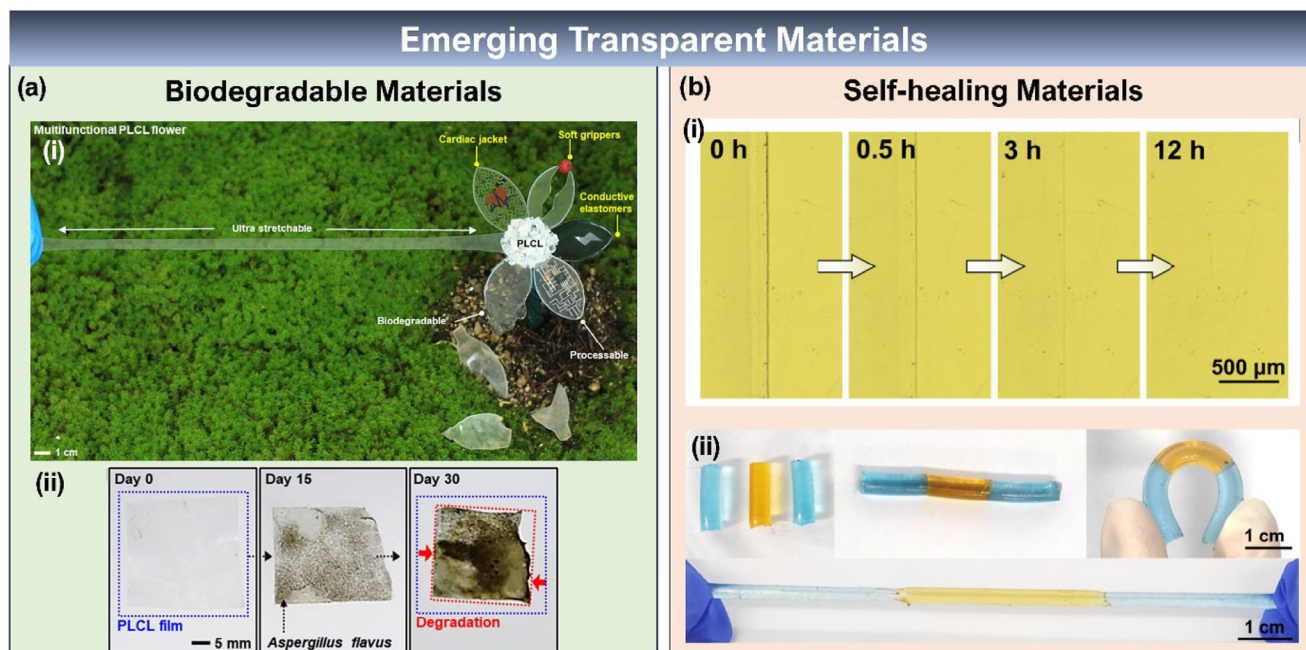 Emerging Transparent Materials
(a)
Biodegradable Materials
Multifunctional PLCL flower
(i)
Cardiac jacket
Soft grippers
Conductive
elastomers
Ultra stretchable
PLCL
Biodegradable
Processable
1 cm
(ii)
Day 0
Day 15
Day 30
PLCL film
5 mm
Aspergillus flavus
Degradation
(b)
Self-healing Materials
(i)
0 h
0.5 h
3 h
12 h
500 µm
(ii)
1 cm
1 cm